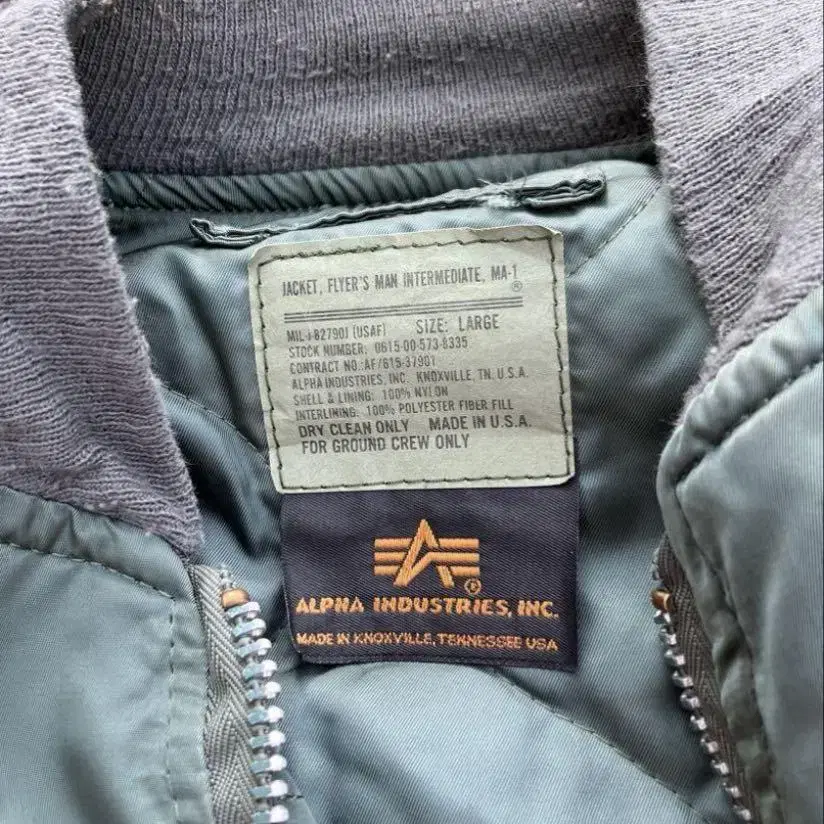 JACKET, FLYER'S MAN INTERMEDIATE, MA-1
®
MIL-J-8279OJ (USAF) SIZE: LARGE
STOCK NUMBER: 0615-00-573-8335
CONTRACT NO:AF/615-37901
ALPHA INDUSTRIES, INC. KNOXVILLE, TN. U.S.A.
SHELL & LINING: 100% NYLON
INTERLINING: 100% POLYESTER FIBER FILL
DRY CLEAN ONLY MADE IN U.S.A.
FOR GROUND CREW ONLY
®
ALPHA INDUSTRIES, INC.
MADE IN KNOXVILLE, TENNESSEE USA